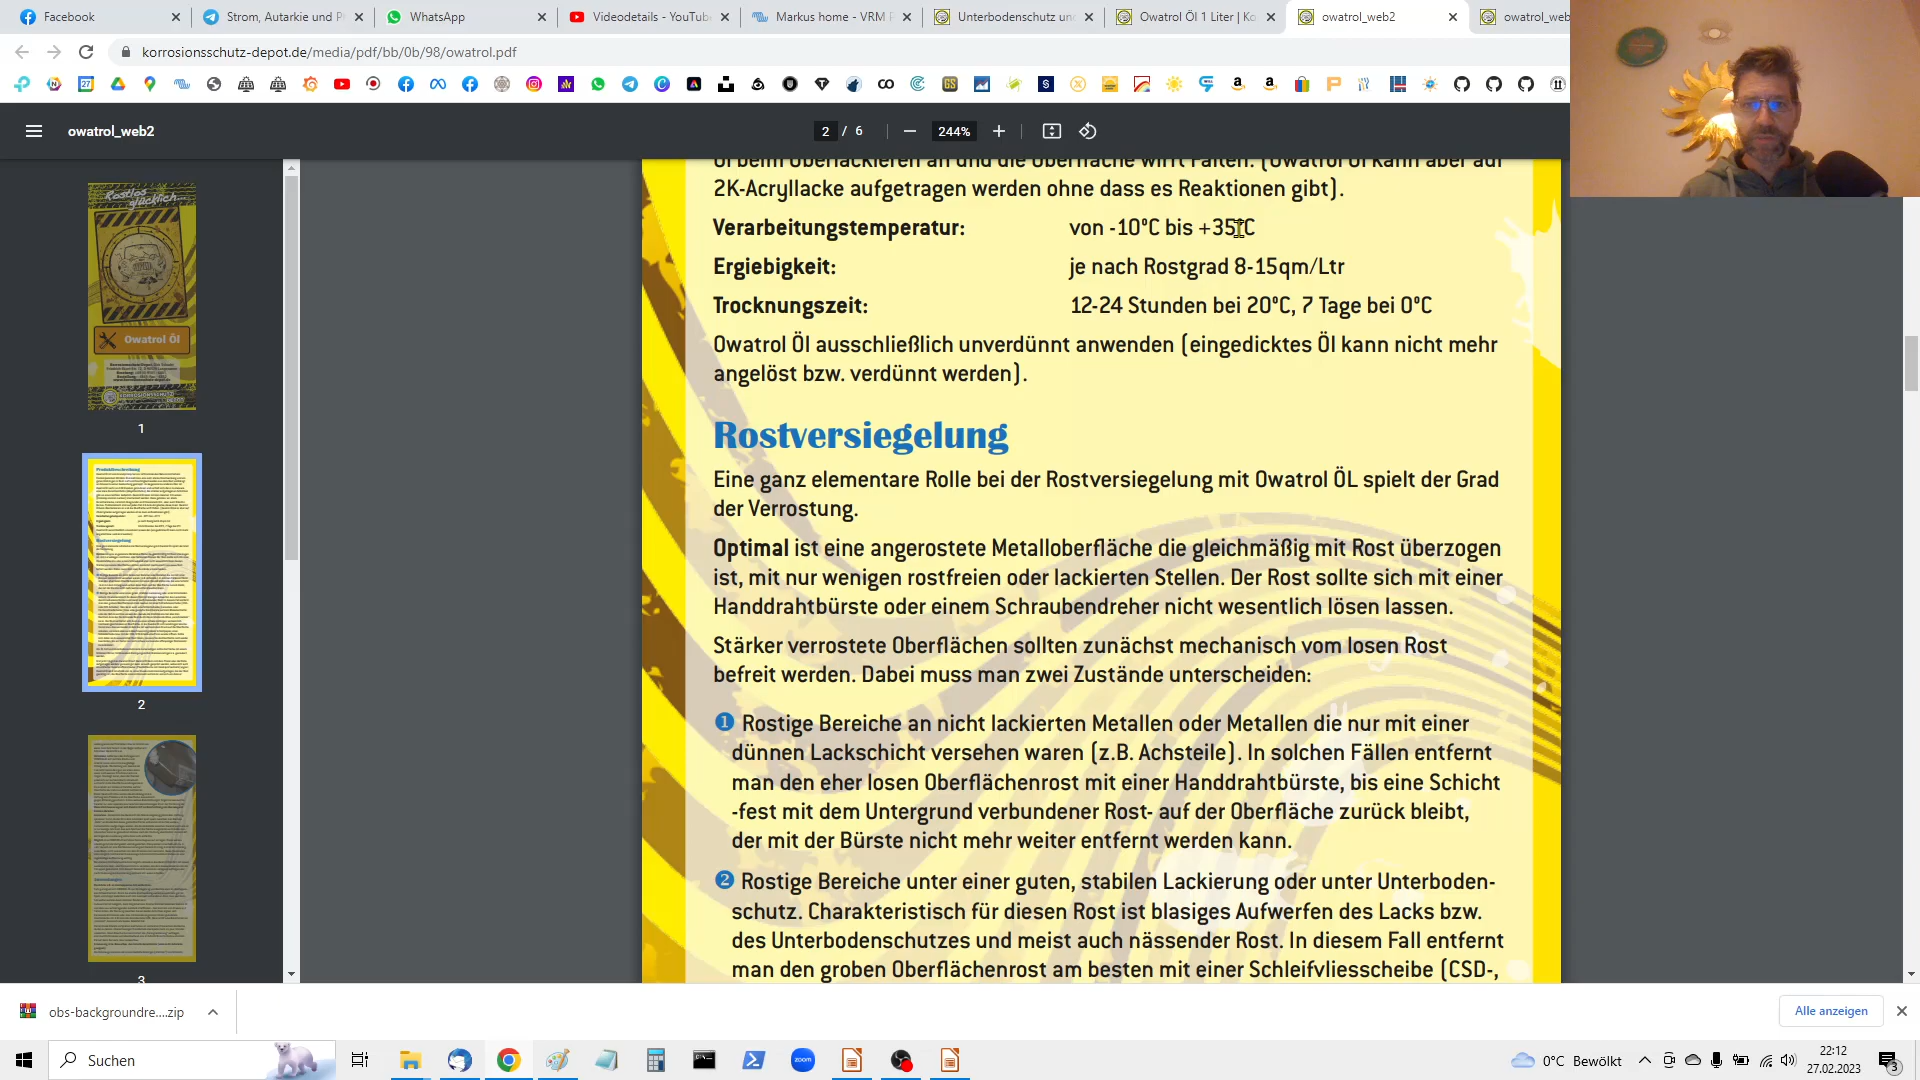 Facebook
Strom, Autarkie und P
WhatsApp
Videodetails - YouTub
Markus home - VRM P
Unterbodenschutz und
Owatrol Öl 1 Liter | Ko
owatrol_web2
owatrol_web
korrosionsschutz-depot.de/media/pdf/bb/0b/98/owatrol.pdf
owatrol_web2
2 / 6
244%
2K-Acryllacke aufgetragen werden ohne dass es Reaktionen gibt).
Verarbeitungstemperatur: von -10°C bis +35°C
Ergiebigkeit: je nach Rostgrad 8-15qm/Ltr
Trocknungszeit: 12-24 Stunden bei 20°C, 7 Tage bei 0°C
Owatrol Öl ausschließlich unverdünnt anwenden (eingedicktes Öl kann nicht mehr
angelöst bzw. verdünnt werden).
Rostversiegelung
Eine ganz elementare Rolle bei der Rostversiegelung mit Owatrol ÖL spielt der Grad
der Verrostung.
Optimal ist eine angerostete Metalloberfläche die gleichmäßig mit Rost überzogen
ist, mit nur wenigen rostfreien oder lackierten Stellen. Der Rost sollte sich mit einer
Handdrahtbürste oder einem Schraubendreher nicht wesentlich lösen lassen.
Stärker verrostete Oberflächen sollten zunächst mechanisch vom losen Rost
befreit werden. Dabei muss man zwei Zustände unterscheiden:
1 Rostige Bereiche an nicht lackierten Metallen oder Metallen die nur mit einer
dünnen Lackschicht versehen waren (z.B. Achsteile). In solchen Fällen entfernt
man den eher losen Oberflächenrost mit einer Handdrahtbürste, bis eine Schicht
-fest mit dem Untergrund verbundener Rost- auf der Oberfläche zurück bleibt,
der mit der Bürste nicht mehr weiter entfernt werden kann.
2 Rostige Bereiche unter einer guten, stabilen Lackierung oder unter Unterboden-
schutz. Charakteristisch für diesen Rost ist blasiges Aufwerfen des Lacks bzw.
des Unterbodenschutzes und meist auch nässender Rost. In diesem Fall entfernt
man den groben Oberflächenrost am besten mit einer Schleifvliesscheibe (CSD-,
Rostlos
glücklich...
Owatrol Öl
1
2
3
obs-backgroundre....zip
Alle anzeigen
Suchen
zoom
0°C Bewölkt
22:12
27.02.2023
3